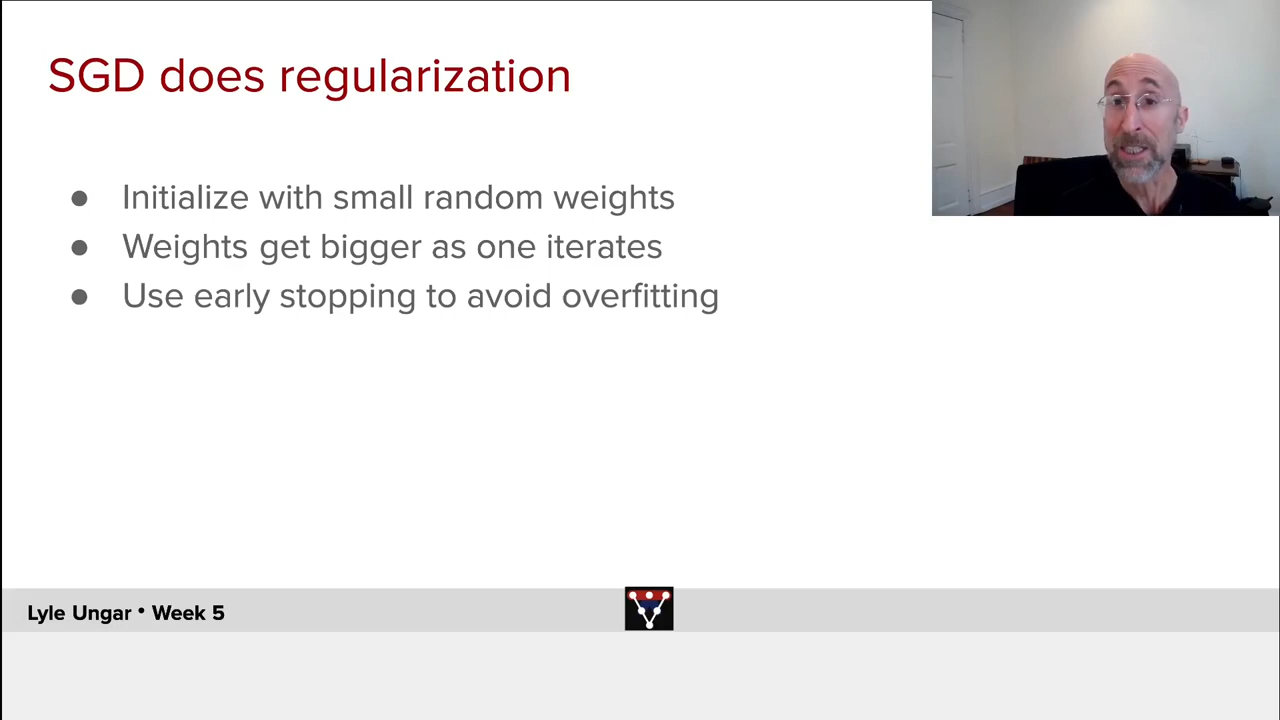 SGD does regularization
● Initialize with small random weights
● Weights get bigger as one iterates
● Use early stopping to avoid overfitting
Lyle Ungar • Week 5